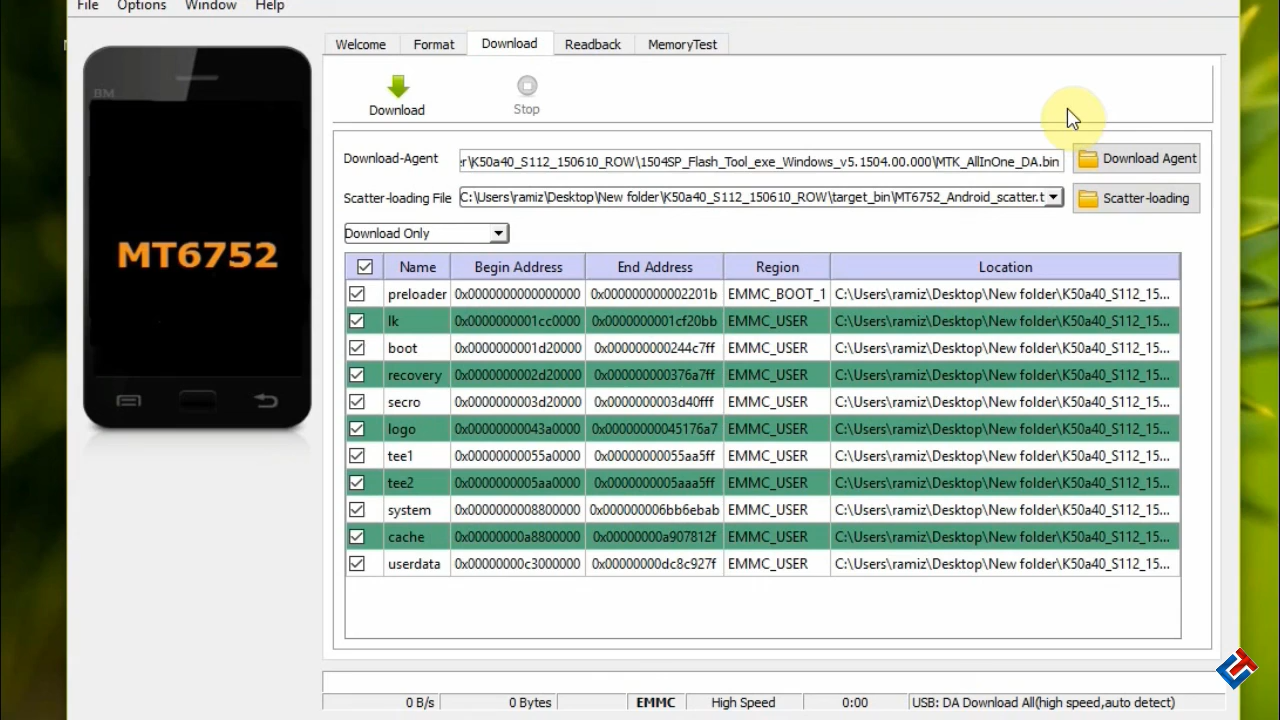 File Options Window Help
Welcome Format Download Readback MemoryTest
Download Stop
BM
Download-Agent er\K50a40_S112_150610_ROW\1504SP_Flash_Tool_exe_Windows_v5.1504.00.000\MTK_AllInOne_DA.bin Download Agent
Scatter-loading File C:\Users\ramiz\Desktop\New folder\K50a40_S112_150610_ROW\target_bin\MT6752_Android_scatter.t Scatter-loading
Download Only
MT6752
Name Begin Address End Address Region Location
preloader 0x0000000000000000 0x000000000002201b EMMC_BOOT_1 C:\Users\ramiz\Desktop\New folder\K50a40_S112_15...
lk 0x0000000001cc0000 0x0000000001cf20bb EMMC_USER C:\Users\ramiz\Desktop\New folder\K50a40_S112_15...
boot 0x0000000001d20000 0x000000000244c7ff EMMC_USER C:\Users\ramiz\Desktop\New folder\K50a40_S112_15...
recovery 0x0000000002d20000 0x000000000376a7ff EMMC_USER C:\Users\ramiz\Desktop\New folder\K50a40_S112_15...
secro 0x0000000003d20000 0x0000000003d40fff EMMC_USER C:\Users\ramiz\Desktop\New folder\K50a40_S112_15...
logo 0x00000000043a0000 0x00000000045176a7 EMMC_USER C:\Users\ramiz\Desktop\New folder\K50a40_S112_15...
tee1 0x00000000055a0000 0x00000000055aa5ff EMMC_USER C:\Users\ramiz\Desktop\New folder\K50a40_S112_15...
tee2 0x0000000005aa0000 0x0000000005aaa5ff EMMC_USER C:\Users\ramiz\Desktop\New folder\K50a40_S112_15...
system 0x0000000008800000 0x000000006bb6ebab EMMC_USER C:\Users\ramiz\Desktop\New folder\K50a40_S112_15...
cache 0x00000000a8800000 0x00000000a907812f EMMC_USER C:\Users\ramiz\Desktop\New folder\K50a40_S112_15...
userdata 0x00000000c3000000 0x00000000dc8c927f EMMC_USER C:\Users\ramiz\Desktop\New folder\K50a40_S112_15...
0 B/s 0 Bytes EMMC High Speed 0:00 USB: DA Download All(high speed,auto detect)